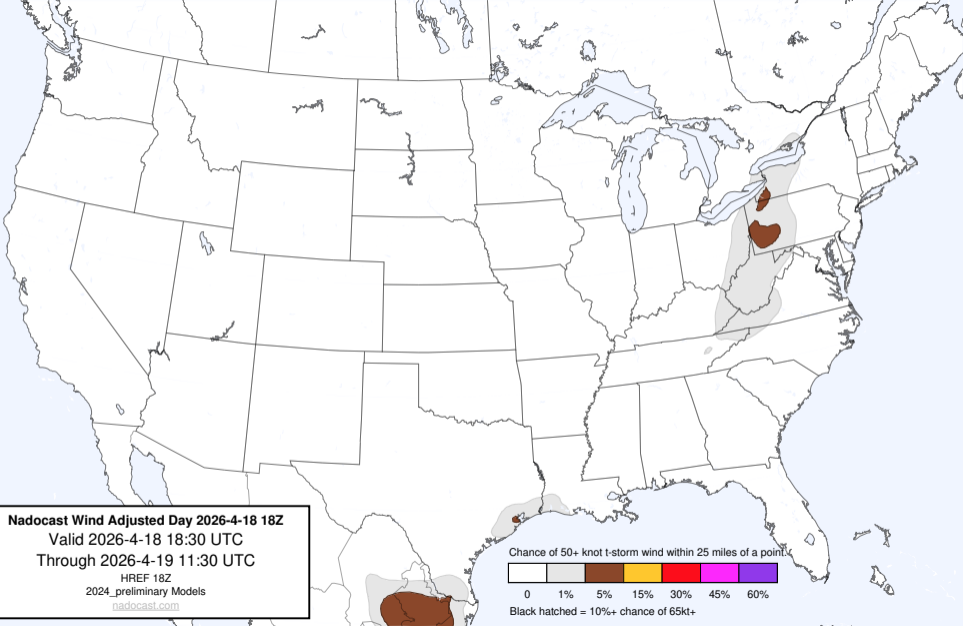 Nadocast Wind Adjusted Day 2026-4-18 18Z
Valid 2026-4-18 18:30 UTC
Through 2026-4-19 11:30 UTC
HREF 18Z
2024_preliminary Models
nadocast.com
Chance of 50+ knot t-storm wind within 25 miles of a point.
0 1% 5% 15% 30% 45% 60%
Black hatched = 10%+ chance of 65kt+